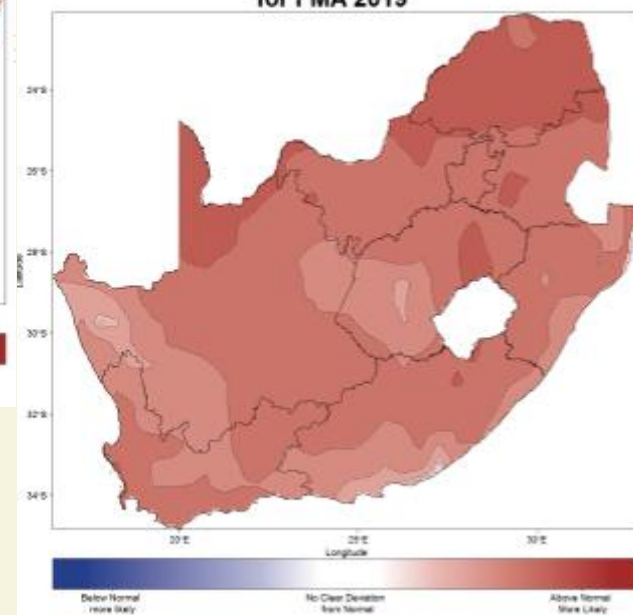 for FMA 2019
24°S
26°S
28°S
30°S
32°S
34°S
Latitude
20°E
25°E
30°E
Longitude
Below Normal
more likely
No Clear Deviation
from Normal
Above Normal
More Likely